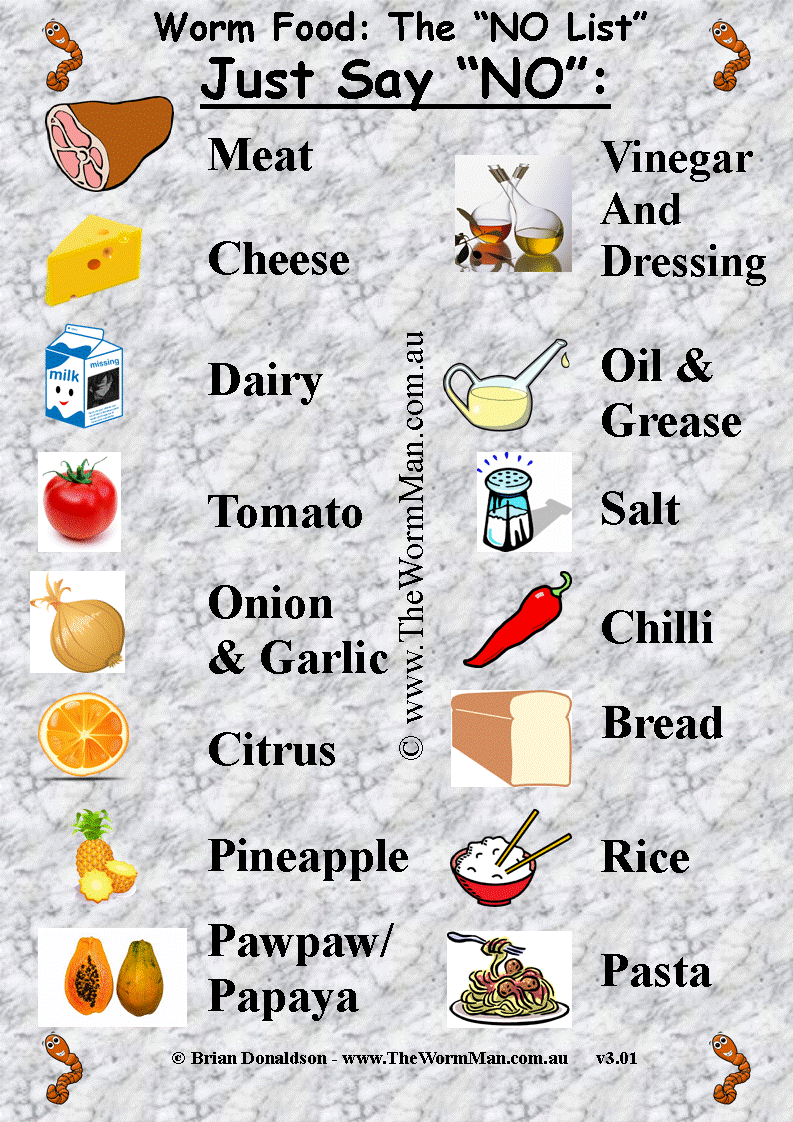 Worm Food: The “NO List”
Just Say “NO”:
Meat
Cheese
milk
missing
Dairy
Tomato
Onion
& Garlic
Citrus
Pineapple
Pawpaw/
Papaya
© www.TheWormMan.com.au
Vinegar
And
Dressing
Oil &
Grease
Salt
Chilli
Bread
Rice
Pasta
© Brian Donaldson - www.TheWormMan.com.au v3.01